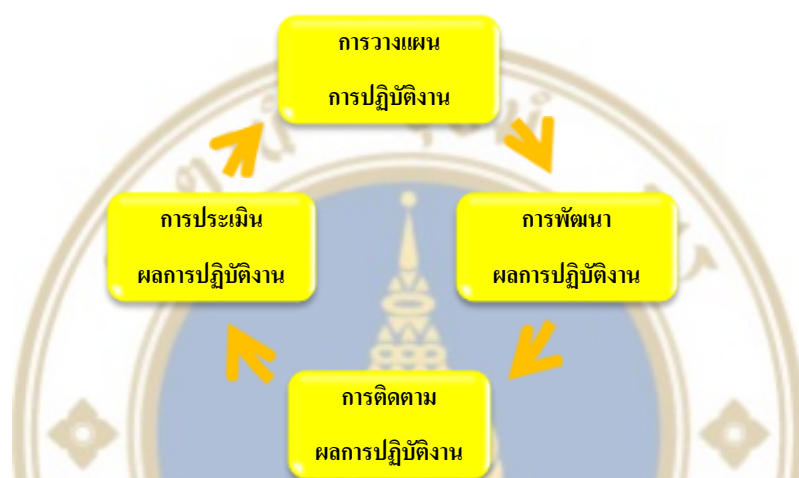 การวางแผน
การปฏิบัติงาน
การประเมิน
ผลการปฏิบัติงาน
การพัฒนา
ผลการปฏิบัติงาน
การติดตาม
ผลการปฏิบัติงาน